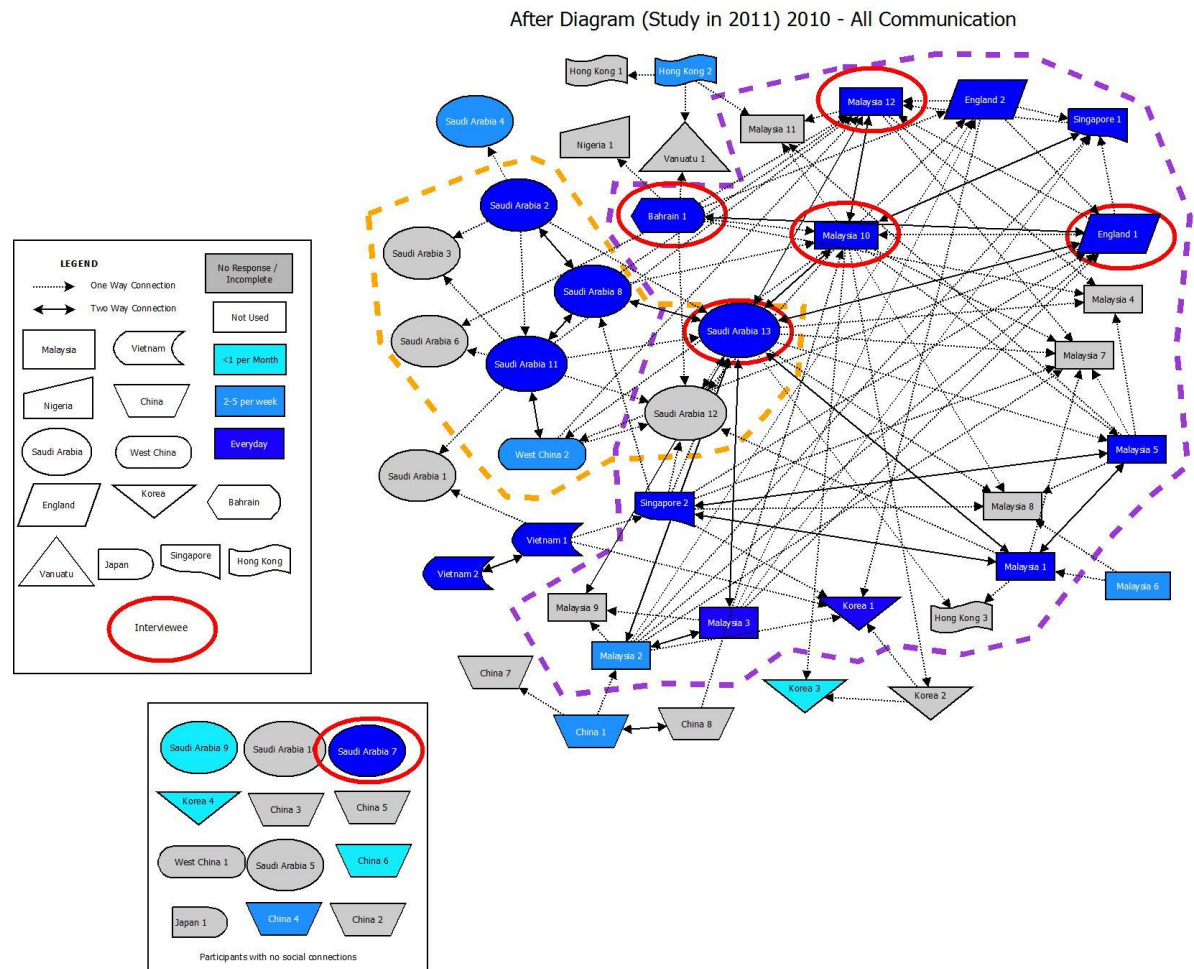 After Diagram (Study in 2011) 2010 - All Communication
Hong Kong 1
Hong Kong 2
Malaysia 12
England 2
Saudi Arabia 4
Nigeria 1
Vanuatu 1
Malaysia 11
Singapore 1
Saudi Arabia 2
Bahrain 1
Malaysia 10
England 1
Saudi Arabia 3
Saudi Arabia 8
Malaysia 4
Saudi Arabia 6
Saudi Arabia 13
Saudi Arabia 11
Malaysia 7
Saudi Arabia 12
West China 2
Malaysia 5
Saudi Arabia 1
Singapore 2
Malaysia 8
Vietnam 1
Vietnam 2
Malaysia 1
Malaysia 6
Malaysia 9
Malaysia 3
Korea 1
Hong Kong 3
Malaysia 2
China 7
Korea 3
Korea 2
China 1
China 8
LEGEND
One Way Connection
Two Way Connection
No Response /
Incomplete
Not Used
Malaysia
Vietnam
<1 per Month
Nigeria
China
2-5 per week
Saudi Arabia
West China
Everyday
England
Korea
Bahrain
Vanuatu
Japan
Singapore
Hong Kong
Interviewee
Saudi Arabia 9
Saudi Arabia 1
Saudi Arabia 7
Korea 4
China 3
China 5
West China 1
Saudi Arabia 5
China 6
Japan 1
China 4
China 2
Participants with no social connections